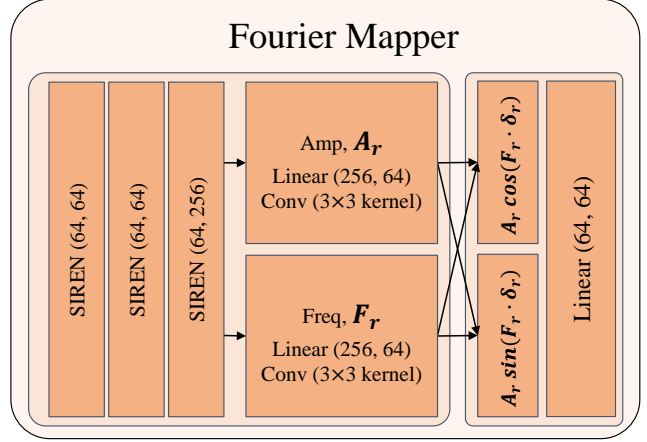 Fourier Mapper
SIREN (64, 64)
SIREN (64, 64)
SIREN (64, 256)
Amp, A_r
Linear (256, 64)
Conv (3×3 kernel)
Freq, F_r
Linear (256, 64)
Conv (3×3 kernel)
A_r cos(F_r · δ_r)
A_r sin(F_r · δ_r)
Linear (64, 64)